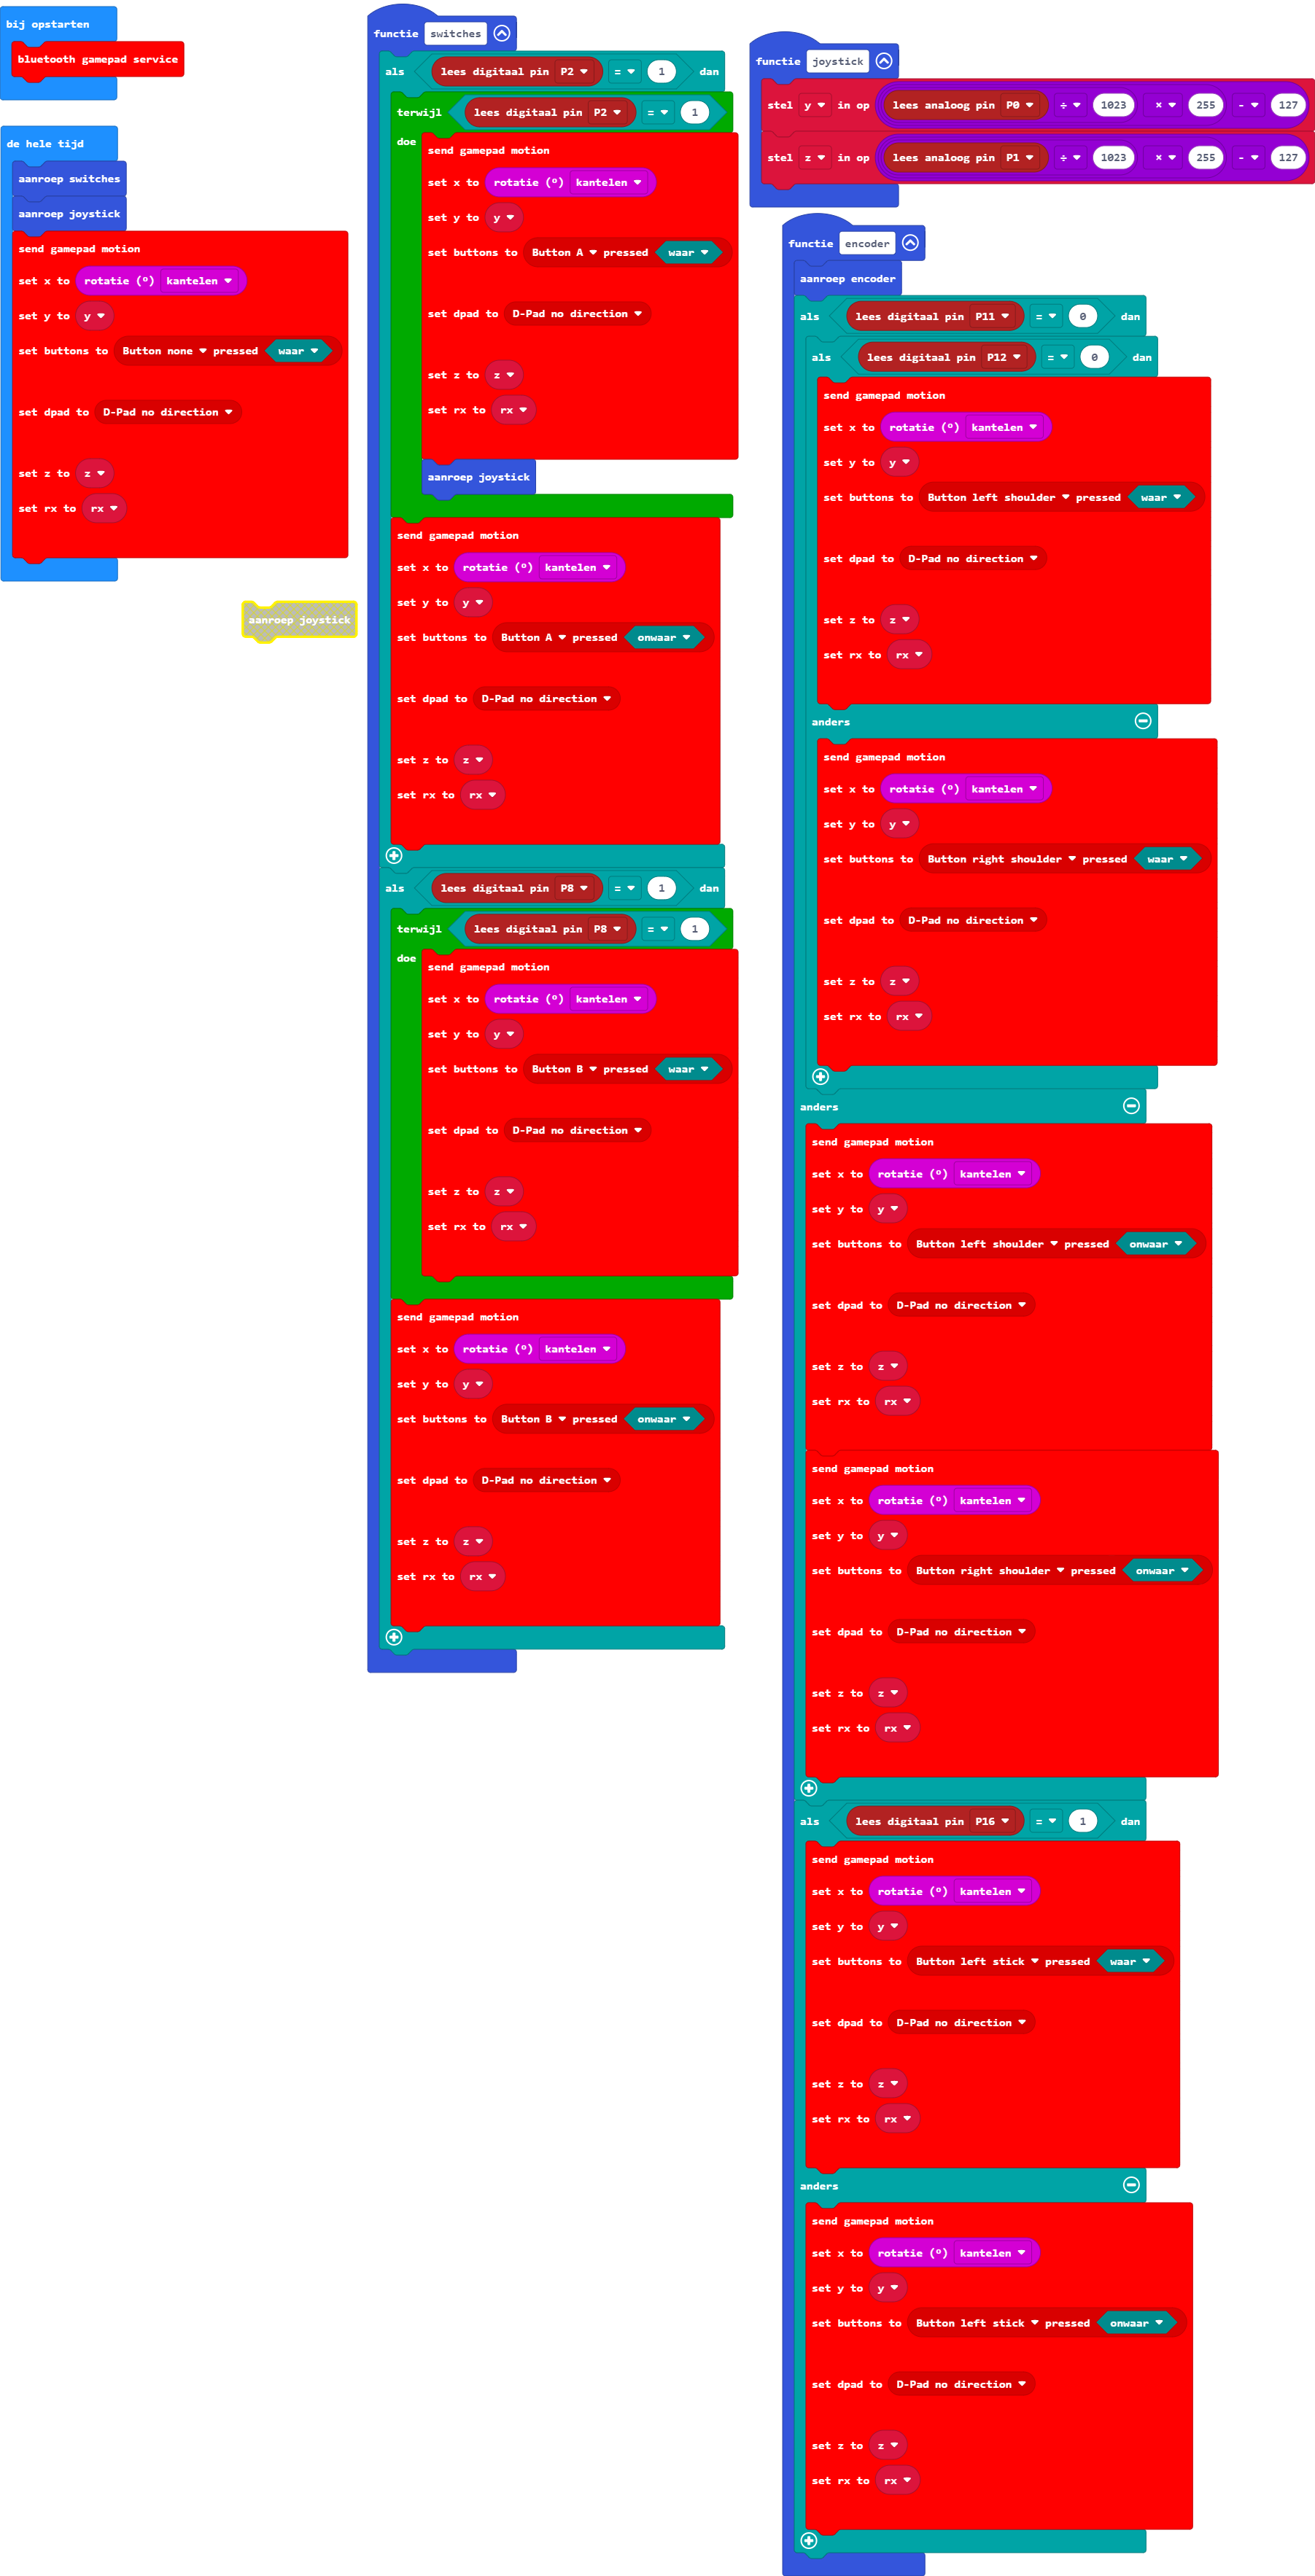 bij opstarten
bluetooth gamepad service
de hele tijd
aanroep switches
aanroep joystick
send gamepad motion
set x to rotatie (º) kantelen
set y to y
set buttons to Button none pressed waar
set dpad to D-Pad no direction
set z to z
set rx to rx
aanroep joystick
functie switches
als lees digitaal pin P2 = 1 dan
terwijl lees digitaal pin P2 = 1
doe
send gamepad motion
set x to rotatie (º) kantelen
set y to y
set buttons to Button A pressed waar
set dpad to D-Pad no direction
set z to z
set rx to rx
aanroep joystick
send gamepad motion
set x to rotatie (º) kantelen
set y to y
set buttons to Button A pressed onwaar
set dpad to D-Pad no direction
set z to z
set rx to rx
als lees digitaal pin P8 = 1 dan
terwijl lees digitaal pin P8 = 1
doe
send gamepad motion
set x to rotatie (º) kantelen
set y to y
set buttons to Button B pressed waar
set dpad to D-Pad no direction
set z to z
set rx to rx
send gamepad motion
set x to rotatie (º) kantelen
set y to y
set buttons to Button B pressed onwaar
set dpad to D-Pad no direction
set z to z
set rx to rx
functie joystick
stel y in op lees analoog pin P0 ÷ 1023 × 255 - 127
stel z in op lees analoog pin P1 ÷ 1023 × 255 - 127
functie encoder
aanroep encoder
als lees digitaal pin P11 = 0 dan
als lees digitaal pin P12 = 0 dan
send gamepad motion
set x to rotatie (º) kantelen
set y to y
set buttons to Button left shoulder pressed waar
set dpad to D-Pad no direction
set z to z
set rx to rx
anders
send gamepad motion
set x to rotatie (º) kantelen
set y to y
set buttons to Button right shoulder pressed waar
set dpad to D-Pad no direction
set z to z
set rx to rx
anders
send gamepad motion
set x to rotatie (º) kantelen
set y to y
set buttons to Button left shoulder pressed onwaar
set dpad to D-Pad no direction
set z to z
set rx to rx
send gamepad motion
set x to rotatie (º) kantelen
set y to y
set buttons to Button right shoulder pressed onwaar
set dpad to D-Pad no direction
set z to z
set rx to rx
als lees digitaal pin P16 = 1 dan
send gamepad motion
set x to rotatie (º) kantelen
set y to y
set buttons to Button left stick pressed waar
set dpad to D-Pad no direction
set z to z
set rx to rx
anders
send gamepad motion
set x to rotatie (º) kantelen
set y to y
set buttons to Button left stick pressed onwaar
set dpad to D-Pad no direction
set z to z
set rx to rx